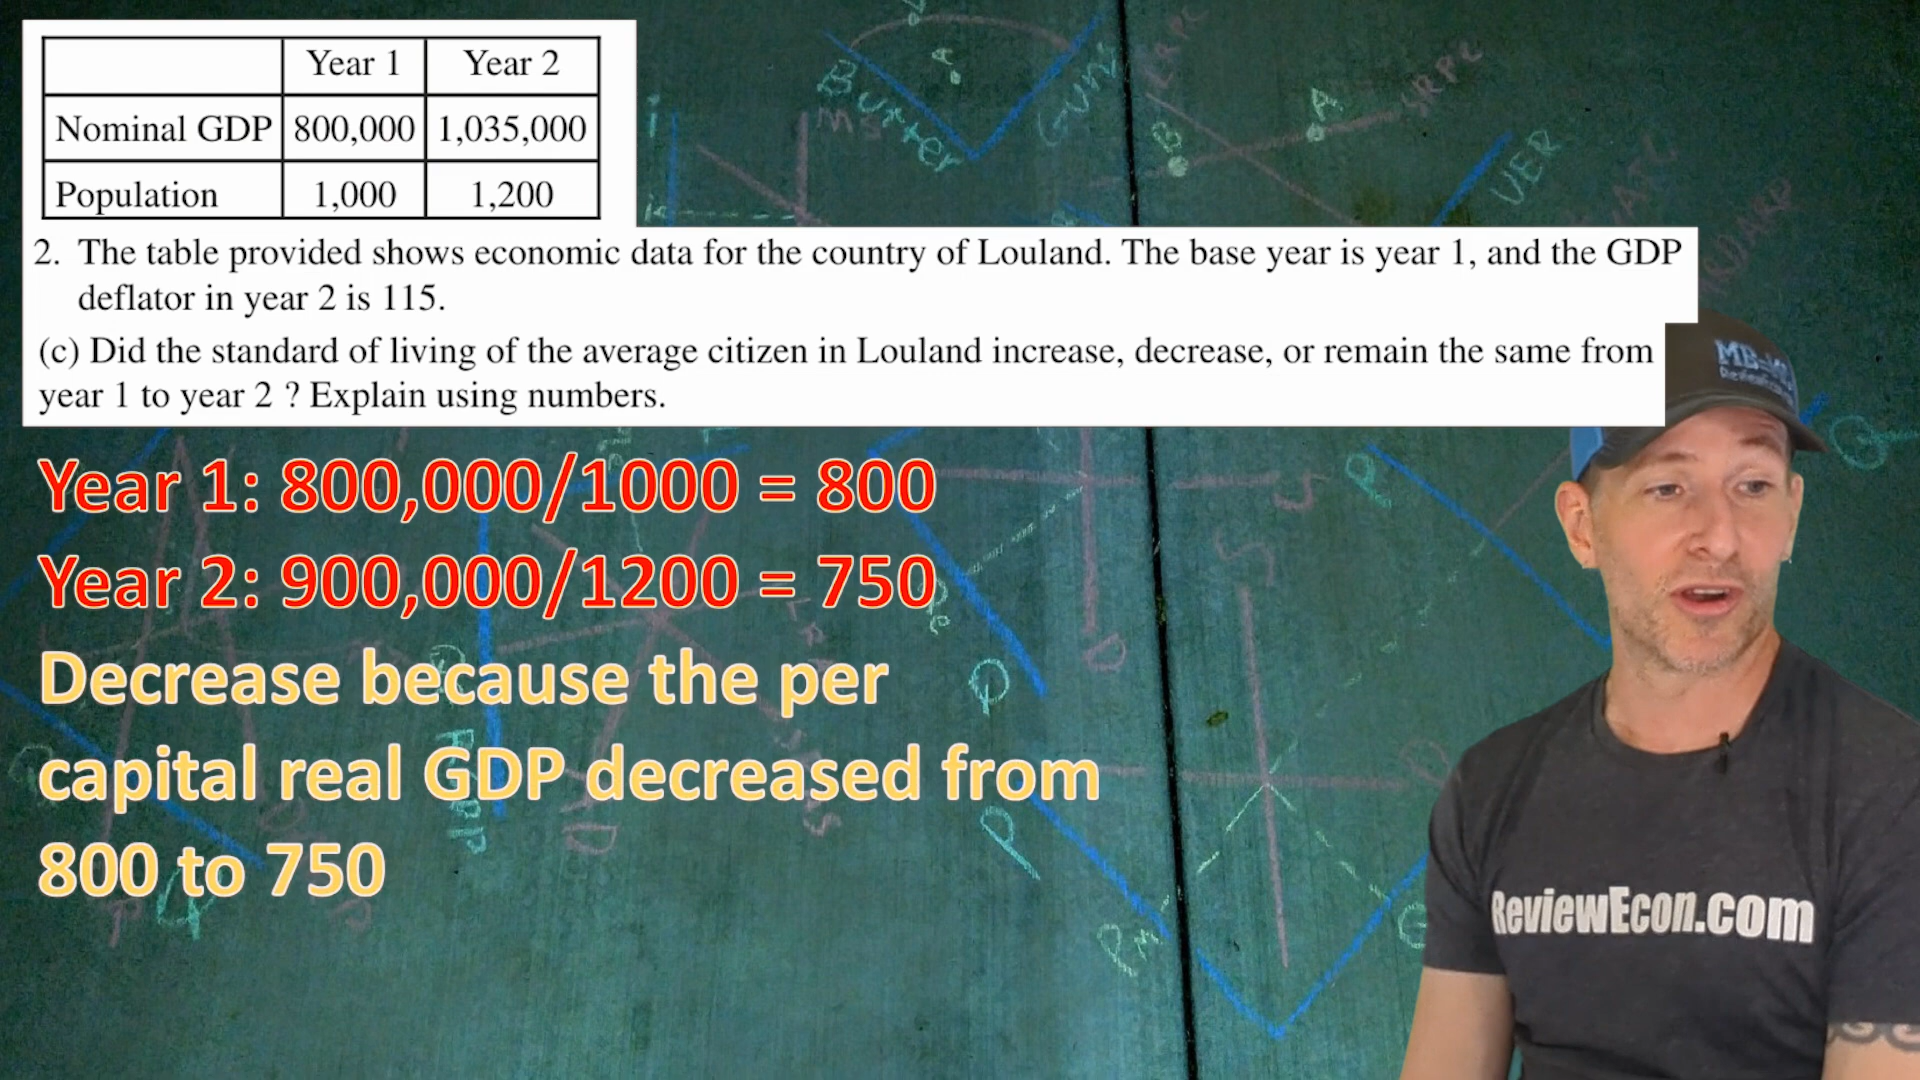 Year 1 Year 2
Nominal GDP 800,000 1,035,000
Population 1,000 1,200
2. The table provided shows economic data for the country of Louland. The base year is year 1, and the GDP
deflator in year 2 is 115.
(c) Did the standard of living of the average citizen in Louland increase, decrease, or remain the same from
year 1 to year 2 ? Explain using numbers.
Year 1: 800,000/1000 = 800
Year 2: 900,000/1200 = 750
Decrease because the per
capital real GDP decreased from
800 to 750
ReviewEcon.com
Butter
Gun
MS
A
B
A
SRPC
VER
P
S
D
Q
P
D
S